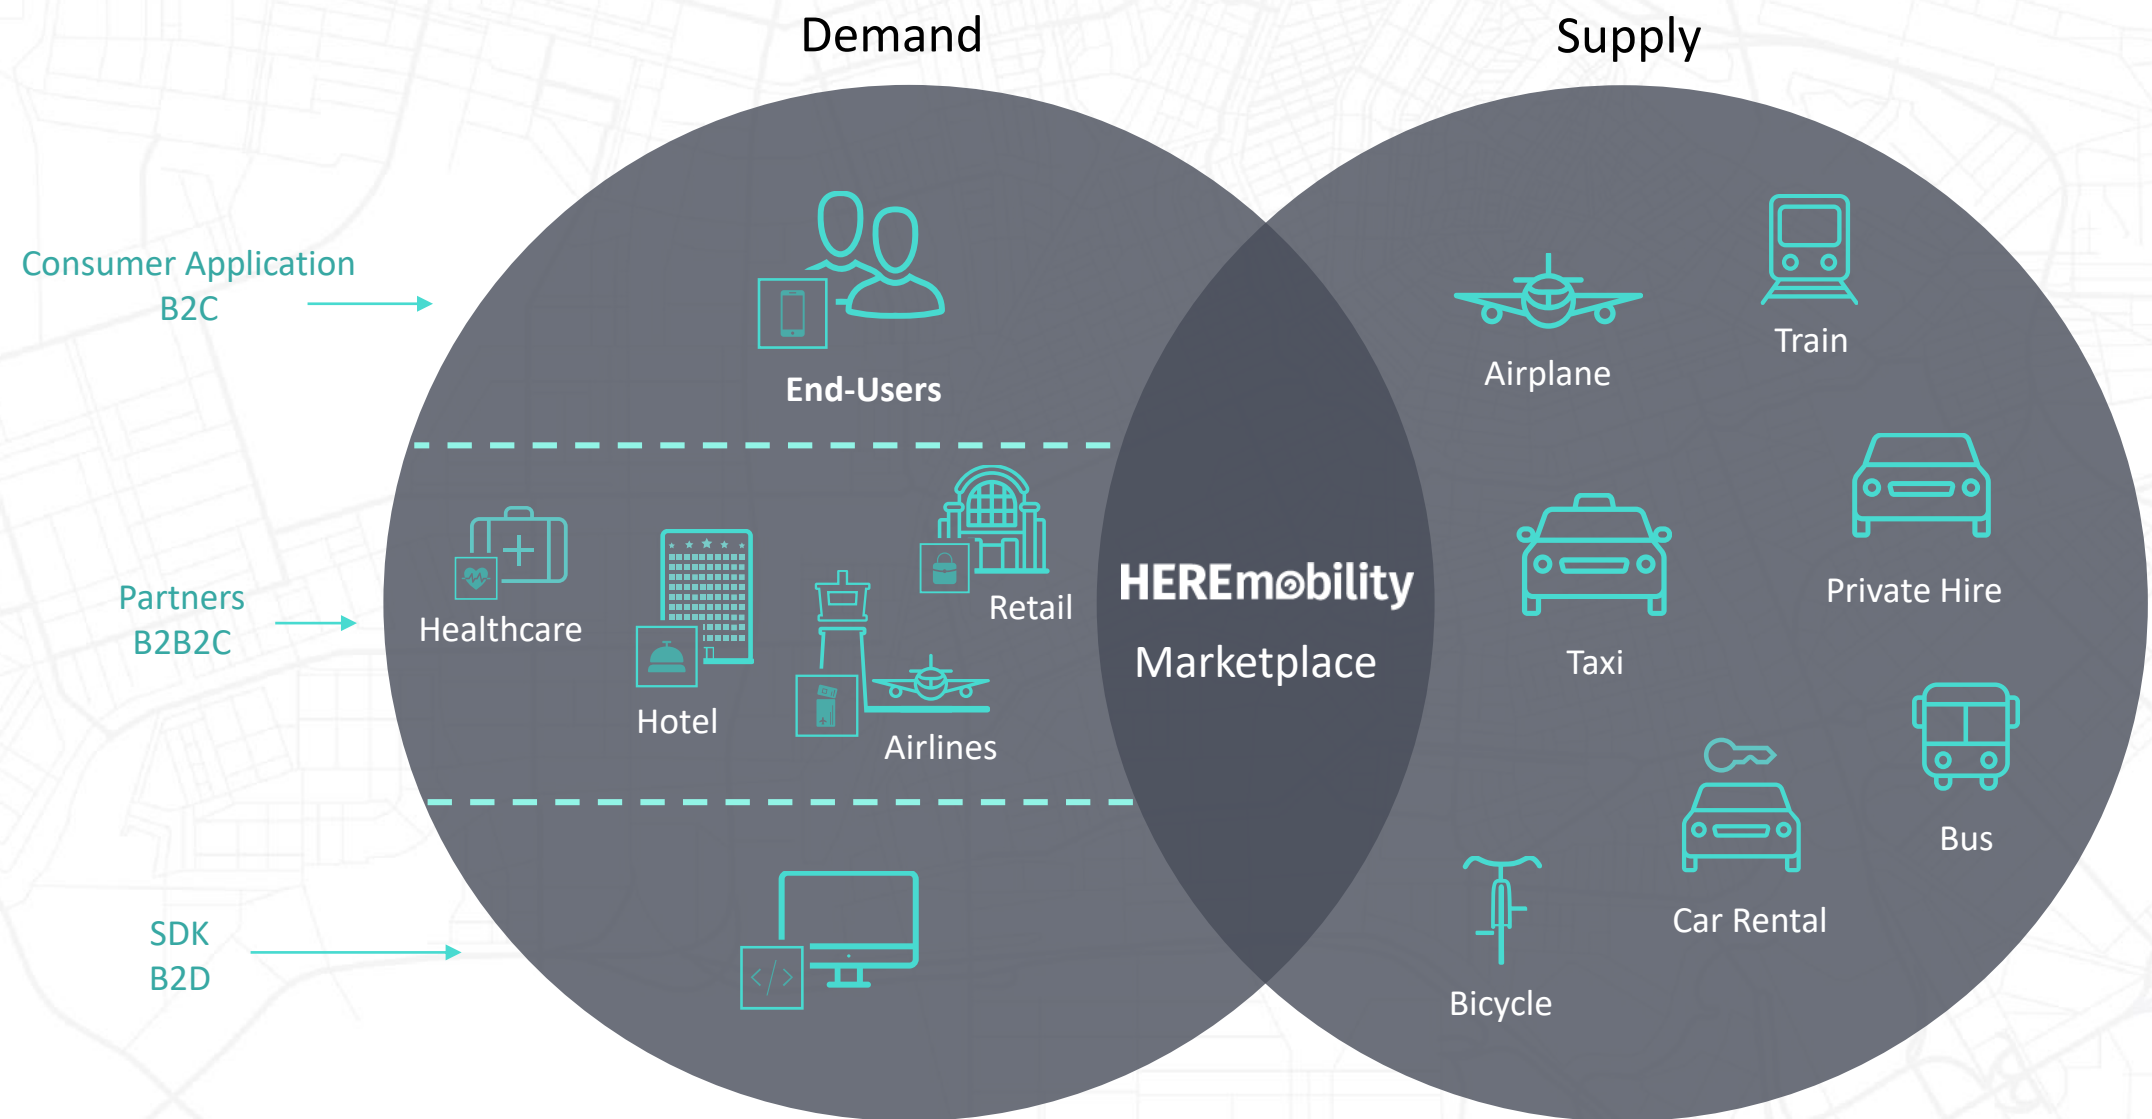 Demand
Supply
Consumer Application
B2C
End-Users
Airplane
Train
Partners
B2B2C
Healthcare
Hotel
Airlines
Retail
HEREmobility
Marketplace
Taxi
Private Hire
Bus
Car Rental
Bicycle
SDK
B2D
</>